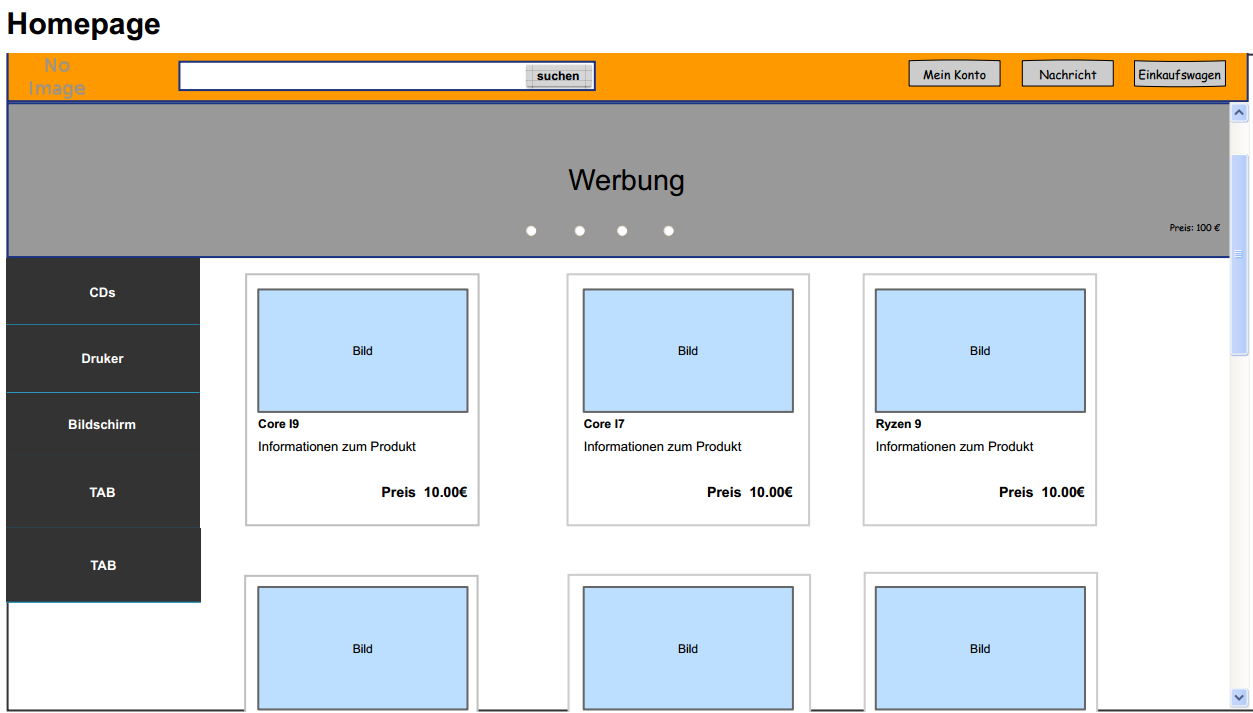 Homepage
No
Image
suchen
Mein Konto
Nachricht
Einkaufswagen
Werbung
Preis: 100 €
CDs
Druker
Bildschirm
TAB
TAB
Bild
Core I9
Informationen zum Produkt
Preis 10.00€
Bild
Core I7
Informationen zum Produkt
Preis 10.00€
Bild
Ryzen 9
Informationen zum Produkt
Preis 10.00€
Bild
Bild
Bild